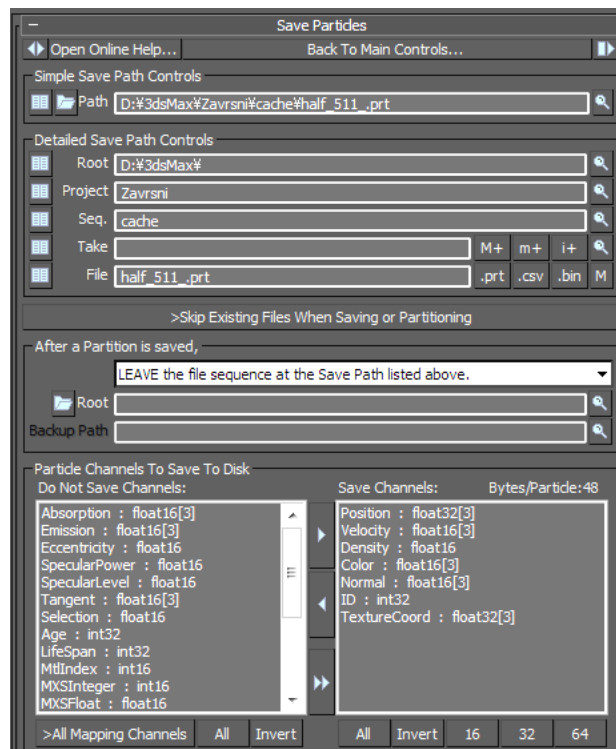 Save Particles
Open Online Help... Back To Main Controls...
Simple Save Path Controls
Path D:¥3dsMax¥Zavrsni¥cache¥half_511_.prt
Detailed Save Path Controls
Root D:¥3dsMax¥
Project Zavrsni
Seq. cache
Take M+ m+ i+
File half_511_.prt .prt .csv .bin M
>Skip Existing Files When Saving or Partitioning
After a Partition is saved,
LEAVE the file sequence at the Save Path listed above.
Root
Backup Path
Particle Channels To Save To Disk
Do Not Save Channels: Save Channels: Bytes/Particle:48
Absorption : float16[3] Position : float32[3]
Emission : float16[3] Velocity : float16[3]
Eccentricity : float16 Density : float16
SpecularPower : float16 Color : float16[3]
SpecularLevel : float16 Normal : float16[3]
Tangent : float16[3] ID : int32
Selection : float16 TextureCoord : float32[3]
Age : int32
LifeSpan : int32
MtlIndex : int16
MXSInteger : int16
MXSFloat : float16
>All Mapping Channels All Invert All Invert 16 32 64